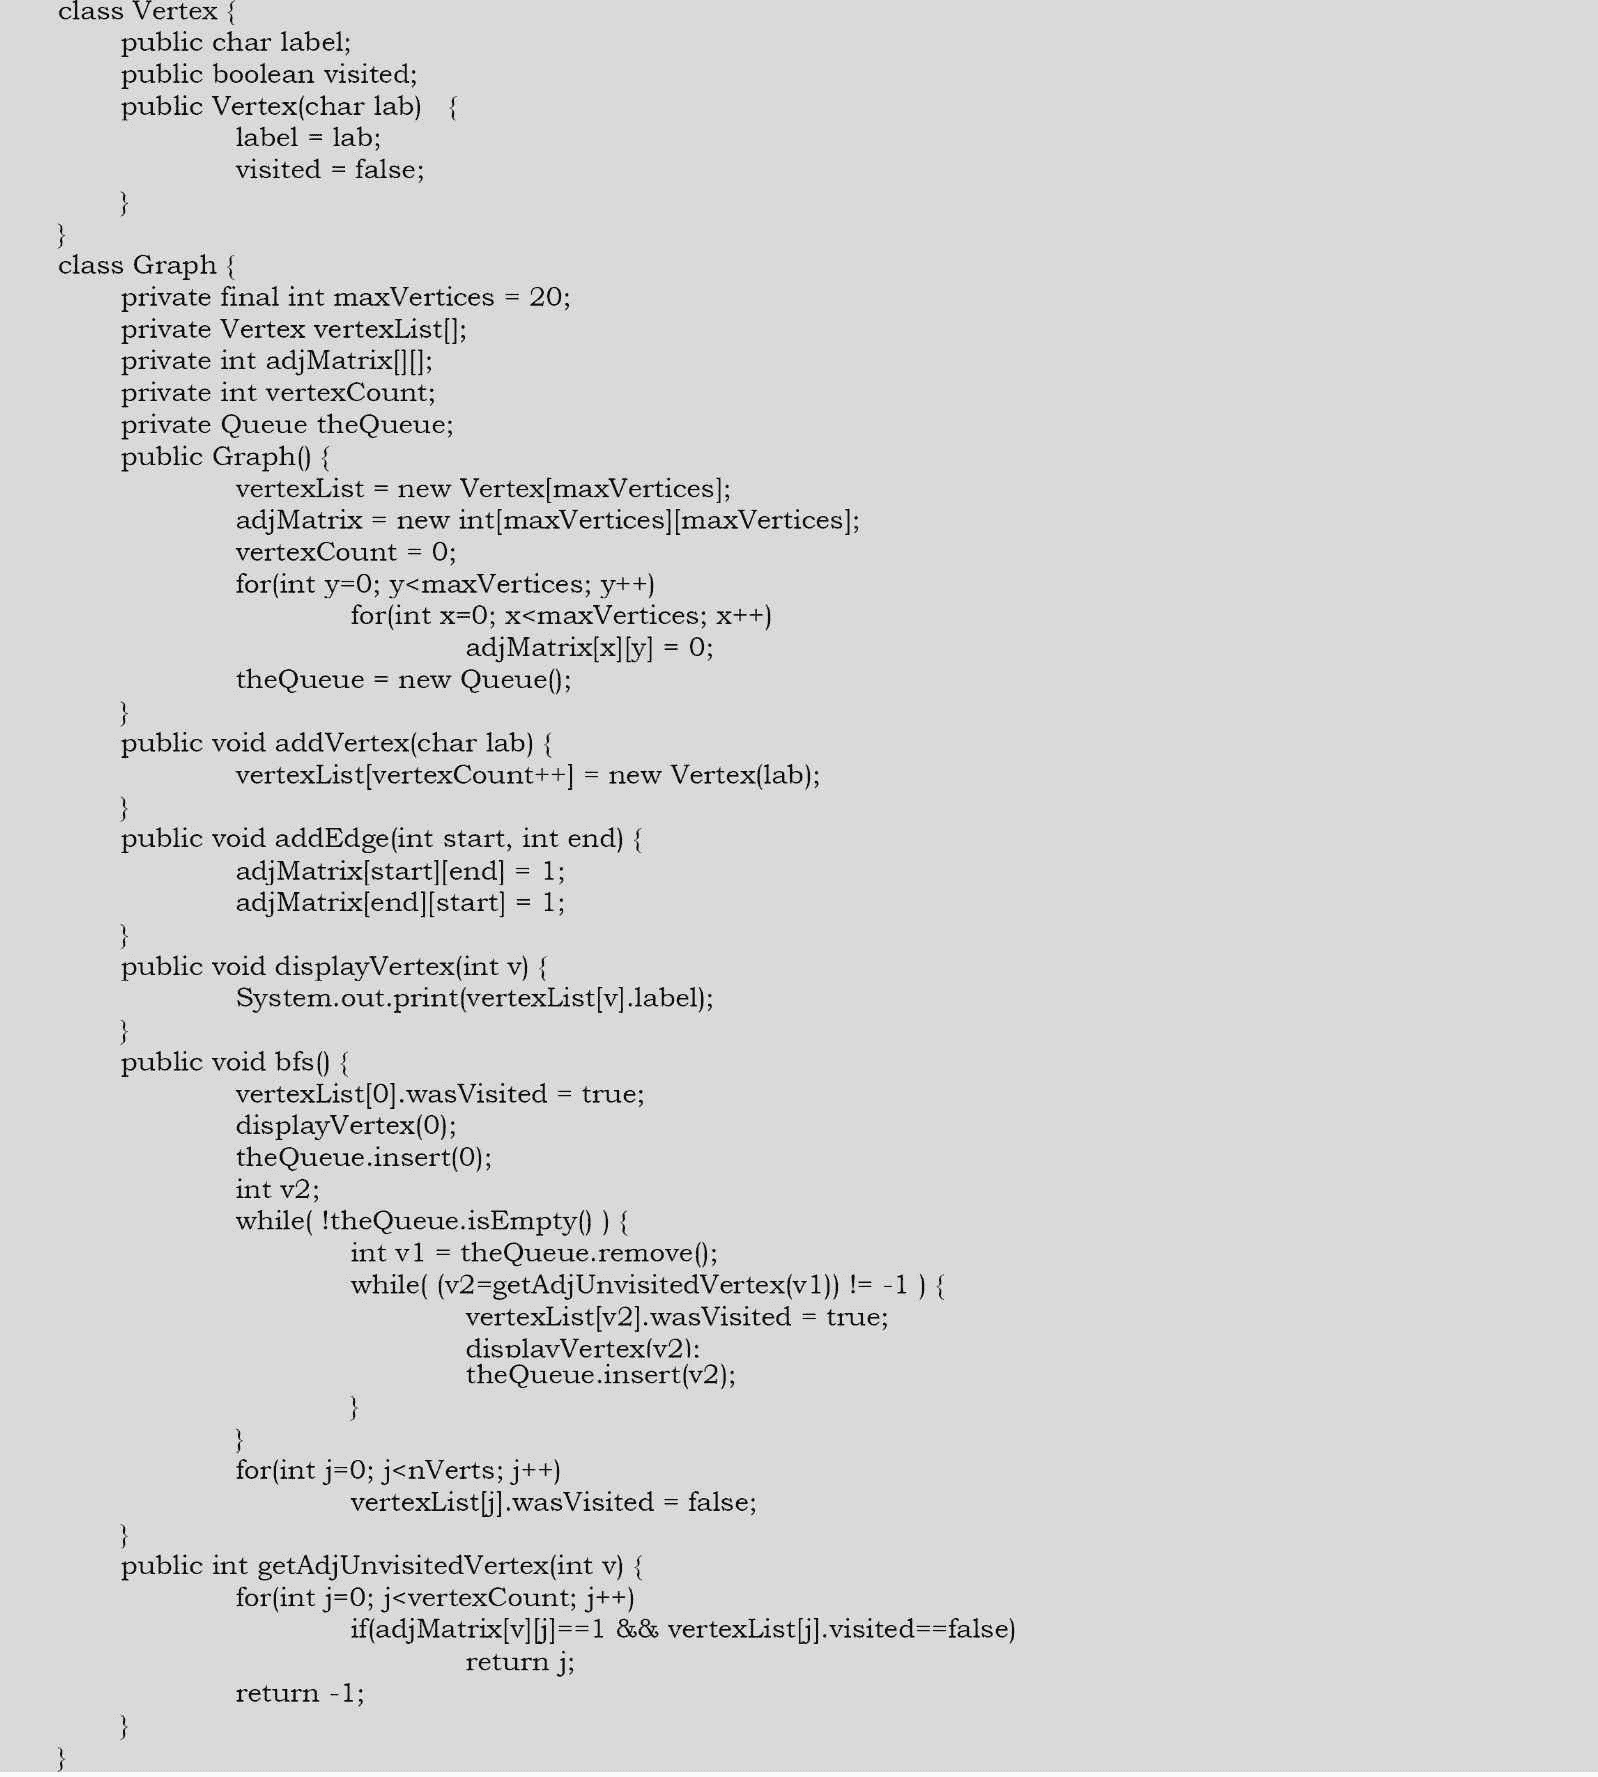 class Vertex {
public char label;
public boolean visited;
public Vertex(char lab) {
label = lab;
visited = false;
}
}
class Graph {
private final int maxVertices = 20;
private Vertex vertexList[];
private int adjMatrix[][];
private int vertexCount;
private Queue theQueue;
public Graph() {
vertexList = new Vertex[maxVertices];
adjMatrix = new int[maxVertices][maxVertices];
vertexCount = 0;
for(int y=0; y<maxVertices; y++)
for(int x=0; x<maxVertices; x++)
adjMatrix[x][y] = 0;
theQueue = new Queue();
}
public void addVertex(char lab) {
vertexList[vertexCount++] = new Vertex(lab);
}
public void addEdge(int start, int end) {
adjMatrix[start][end] = 1;
adjMatrix[end][start] = 1;
}
public void displayVertex(int v) {
System.out.print(vertexList[v].label);
}
public void bfs() {
vertexList[0].wasVisited = true;
displayVertex(0);
theQueue.insert(0);
int v2;
while( !theQueue.isEmpty() ) {
int v1 = theQueue.remove();
while( (v2=getAdjUnvisitedVertex(v1)) != -1 ) {
vertexList[v2].wasVisited = true;
displayVertex(v2);
theQueue.insert(v2);
}
}
for(int j=0; j<nVerts; j++)
vertexList[j].wasVisited = false;
}
public int getAdjUnvisitedVertex(int v) {
for(int j=0; j<vertexCount; j++)
if(adjMatrix[v][j]==1 && vertexList[j].visited==false)
return j;
return -1;
}
}